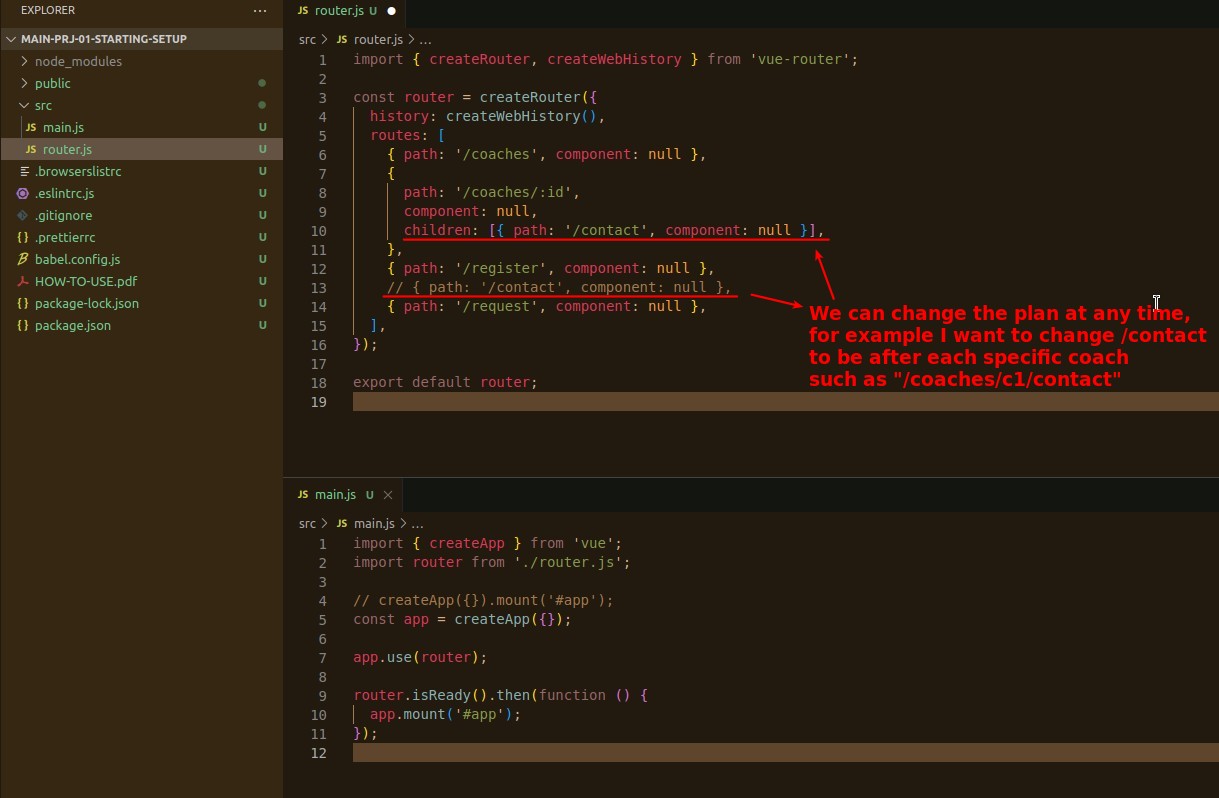 EXPLORER ...
MAIN-PRJ-01-STARTING-SETUP
node_modules
public
src
JS main.js U
JS router.js U
.browserslistrc U
.eslintrc.js U
.gitignore U
{} .prettierrc U
babel.config.js U
HOW-TO-USE.pdf U
{} package-lock.json U
{} package.json U
JS router.js U
src > JS router.js > ...
1 import { createRouter, createWebHistory } from 'vue-router';
2
3 const router = createRouter({
4   history: createWebHistory(),
5   routes: [
6     { path: '/coaches', component: null },
7     {
8       path: '/coaches/:id',
9       component: null,
10       children: [{ path: '/contact', component: null }],
11     },
12     { path: '/register', component: null },
13     // { path: '/contact', component: null },
14     { path: '/request', component: null },
15   ],
16 });
17
18 export default router;
19
We can change the plan at any time,
for example I want to change /contact
to be after each specific coach
such as "/coaches/c1/contact"
JS main.js U
src > JS main.js > ...
1 import { createApp } from 'vue';
2 import router from './router.js';
3
4 // createApp({}).mount('#app');
5 const app = createApp({});
6
7 app.use(router);
8
9 router.isReady().then(function () {
10   app.mount('#app');
11 });
12